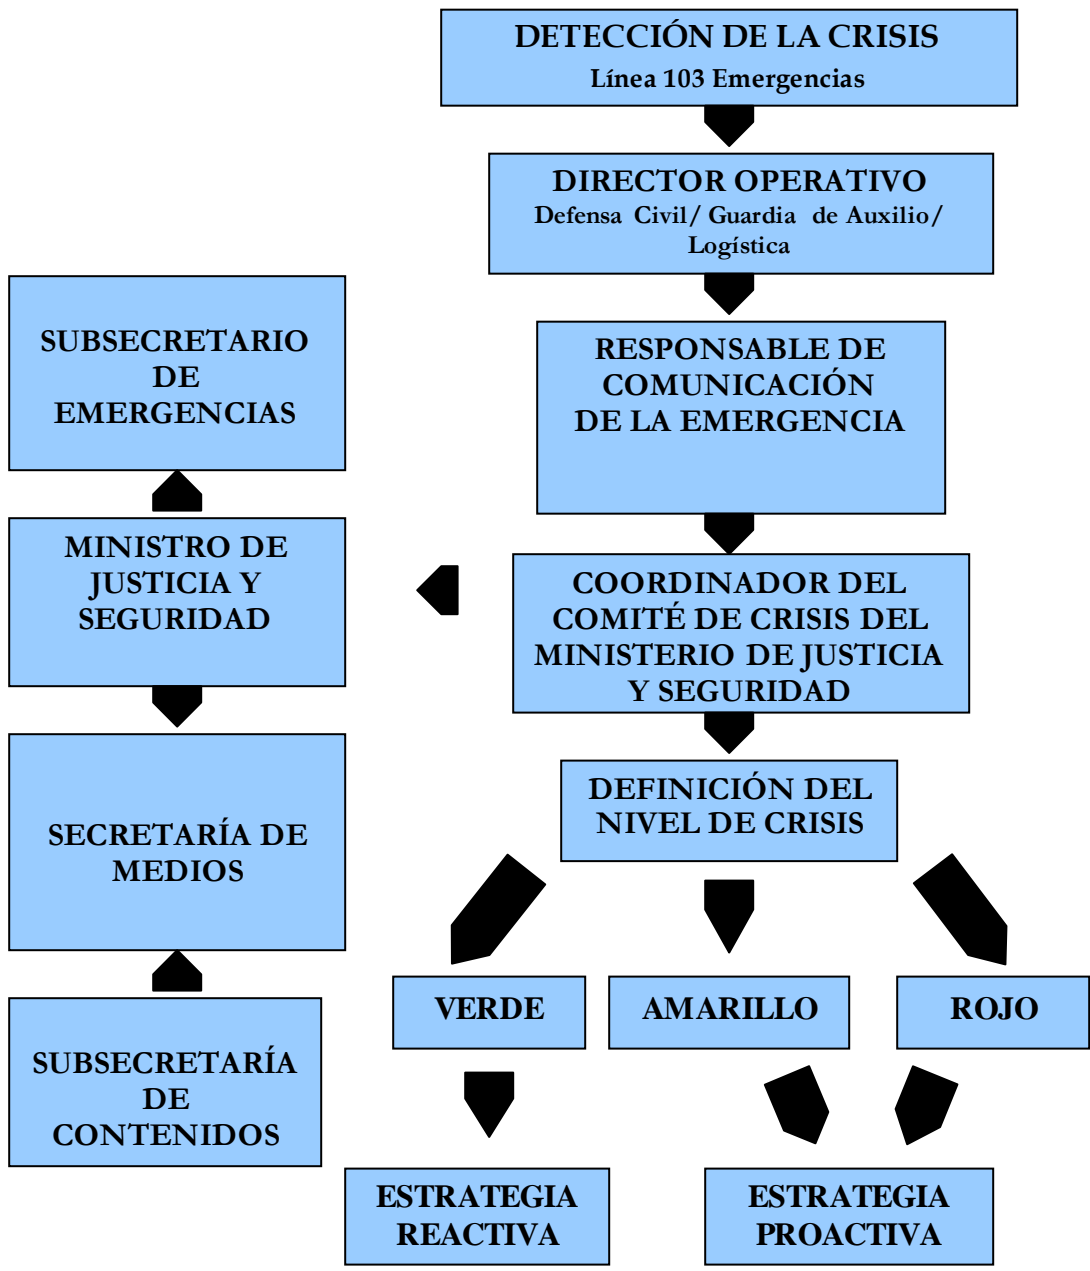 DETECCIÓN DE LA CRISIS
Línea 103 Emergencias
DIRECTOR OPERATIVO
Defensa Civil/ Guardia de Auxilio/
Logística
RESPONSABLE DE
COMUNICACIÓN
DE LA EMERGENCIA
COORDINADOR DEL
COMITÉ DE CRISIS DEL
MINISTERIO DE JUSTICIA
Y SEGURIDAD
SUBSECRETARIO
DE
EMERGENCIAS
MINISTRO DE
JUSTICIA Y
SEGURIDAD
SECRETARÍA DE
MEDIOS
SUBSECRETARÍA
DE
CONTENIDOS
DEFINICIÓN DEL
NIVEL DE CRISIS
VERDE
AMARILLO
ROJO
ESTRATEGIA
REACTIVA
ESTRATEGIA
PROACTIVA